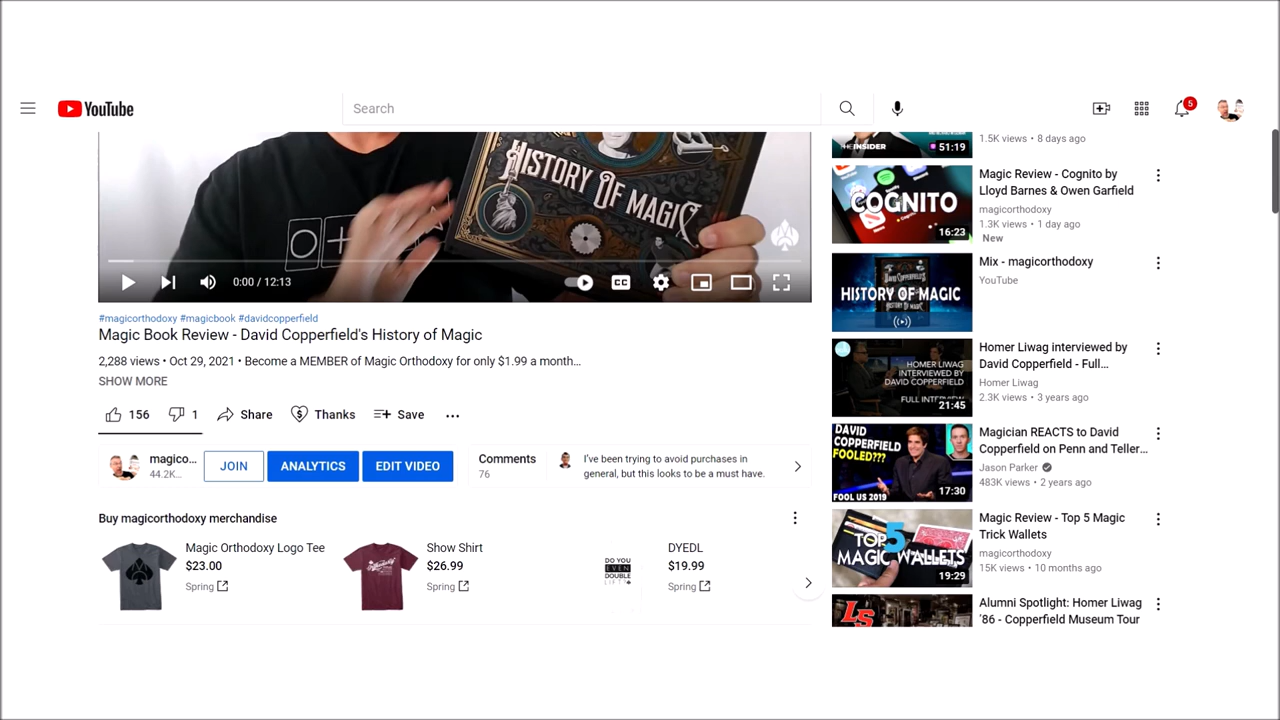 YouTube
Search
5
HISTORY OF MAGIC
0:00 / 12:13
CC
#magicorthodoxy #magicbook #davidcopperfield
Magic Book Review - David Copperfield's History of Magic
2,288 views • Oct 29, 2021 • Become a MEMBER of Magic Orthodoxy for only $1.99 a month...
SHOW MORE
156
1
Share
Thanks
Save
magico...
44.2K...
JOIN
ANALYTICS
EDIT VIDEO
Comments
76
I've been trying to avoid purchases in
general, but this looks to be a must have.
Buy magicorthodoxy merchandise
Magic Orthodoxy Logo Tee
$23.00
Spring
Show Shirt
$26.99
Spring
DO YOU
EVEN
DOUBLE
LIFT?
DYEDL
$19.99
Spring
THE INSIDER
51:19
1.5K views • 8 days ago
COGNITO
16:23
Magic Review - Cognito by
Lloyd Barnes & Owen Garfield
magicorthodoxy
1.3K views • 1 day ago
New
HISTORY OF MAGIC
Mix - magicorthodoxy
YouTube
HOMER LIWAG
INTERVIEWED BY
DAVID COPPERFIELD
FULL INTERVIEW
21:45
Homer Liwag interviewed by
David Copperfield - Full...
Homer Liwag
2.3K views • 3 years ago
DAVID
COPPERFIELD
FOOLED???
FOOL US 2019
17:30
Magician REACTS to David
Copperfield on Penn and Teller...
Jason Parker
483K views • 2 years ago
TOP 5
MAGIC WALLETS
19:29
Magic Review - Top 5 Magic
Trick Wallets
magicorthodoxy
15K views • 10 months ago
LS
Alumni Spotlight: Homer Liwag
'86 - Copperfield Museum Tour